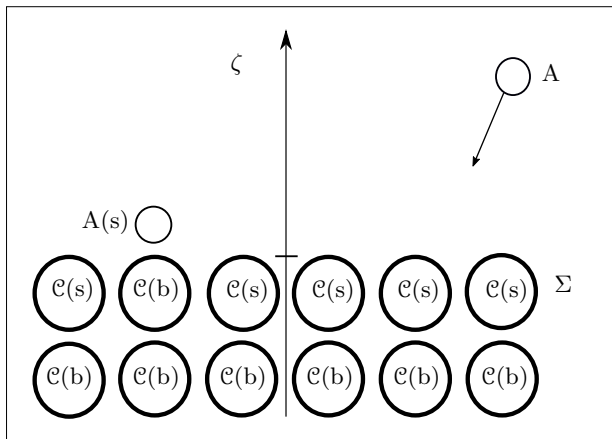 ζ
A
A(s)
𝒞(s) 𝒞(b) 𝒞(s) 𝒞(s) 𝒞(s) 𝒞(s) Σ
𝒞(b) 𝒞(b) 𝒞(b) 𝒞(b) 𝒞(b) 𝒞(b)